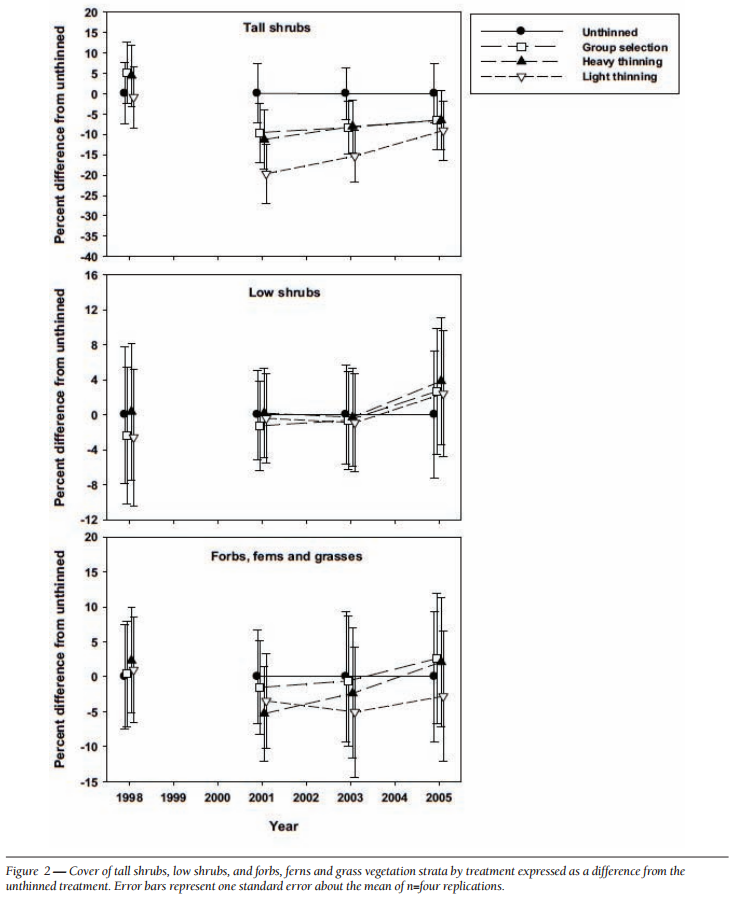 Tall shrubs
Percent difference from unthinned
20
15
10
5
0
-5
-10
-15
-20
-25
-30
-35
-40
Unthinned
Group selection
Heavy thinning
Light thinning
Low shrubs
Percent difference from unthinned
16
12
8
4
0
-4
-8
-12
Forbs, ferns and grasses
Percent difference from unthinned
20
15
10
5
0
-5
-10
-15
1998 1999 2000 2001 2002 2003 2004 2005
Year
Figure 2 — Cover of tall shrubs, low shrubs, and forbs, ferns and grass vegetation strata by treatment expressed as a difference from the
unthinned treatment. Error bars represent one standard error about the mean of n=four replications.